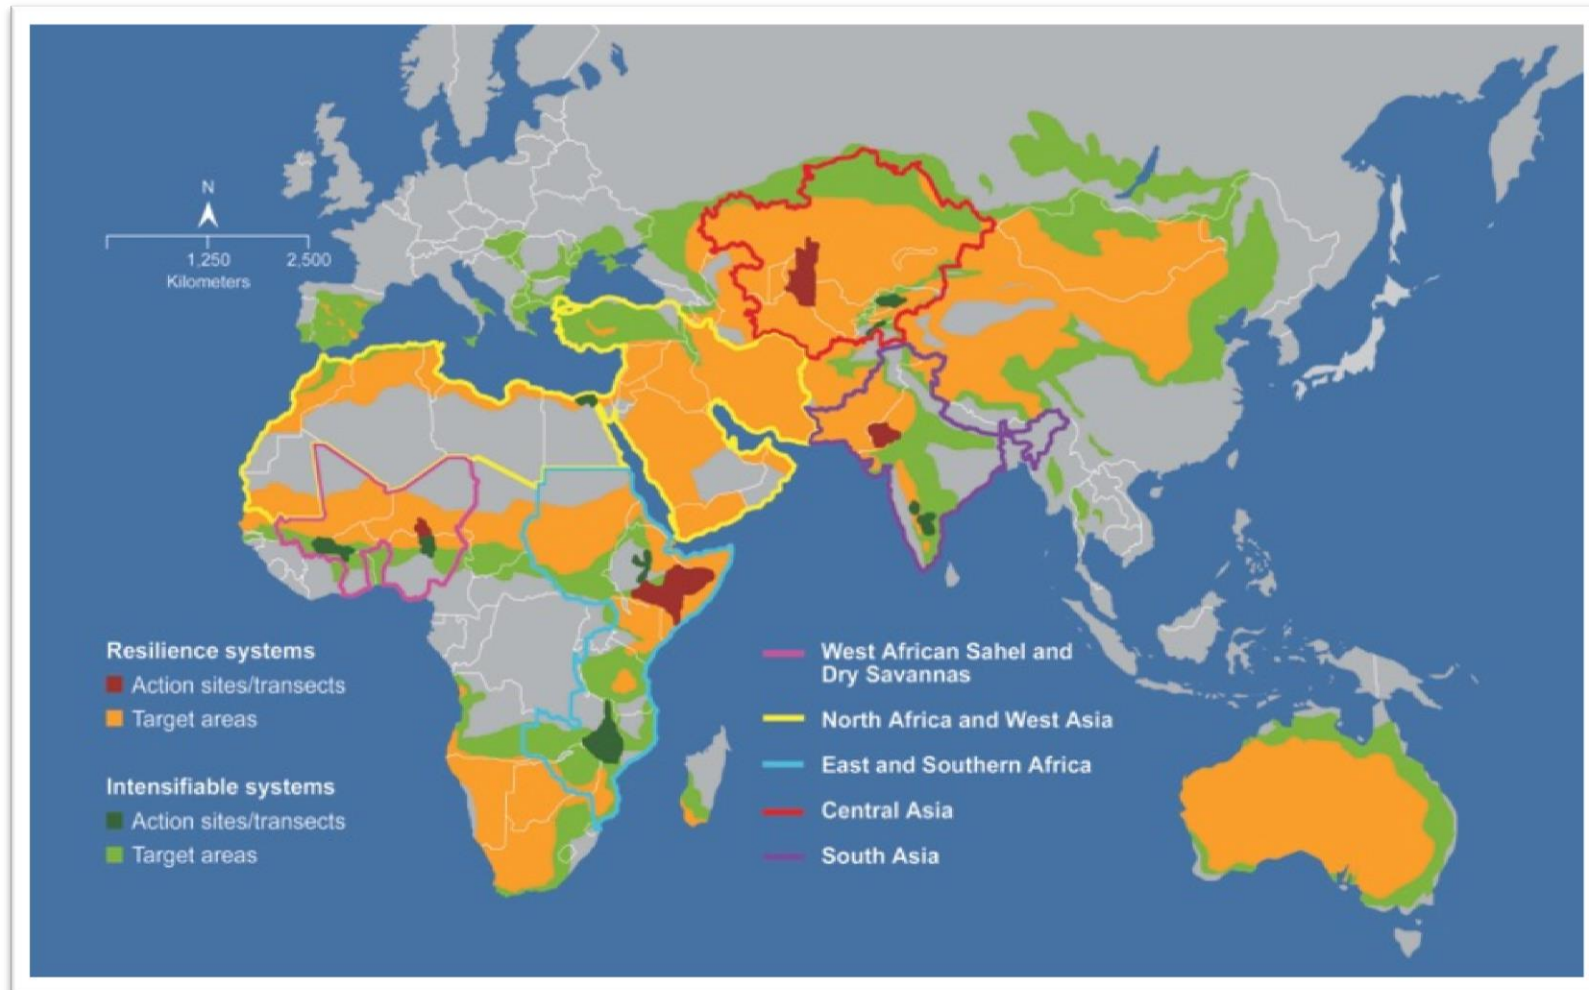 N
1,250
2,500
Kilometers
Resilience systems
Action sites/transects
Target areas
Intensifiable systems
Action sites/transects
Target areas
West African Sahel and
Dry Savannas
North Africa and West Asia
East and Southern Africa
Central Asia
South Asia